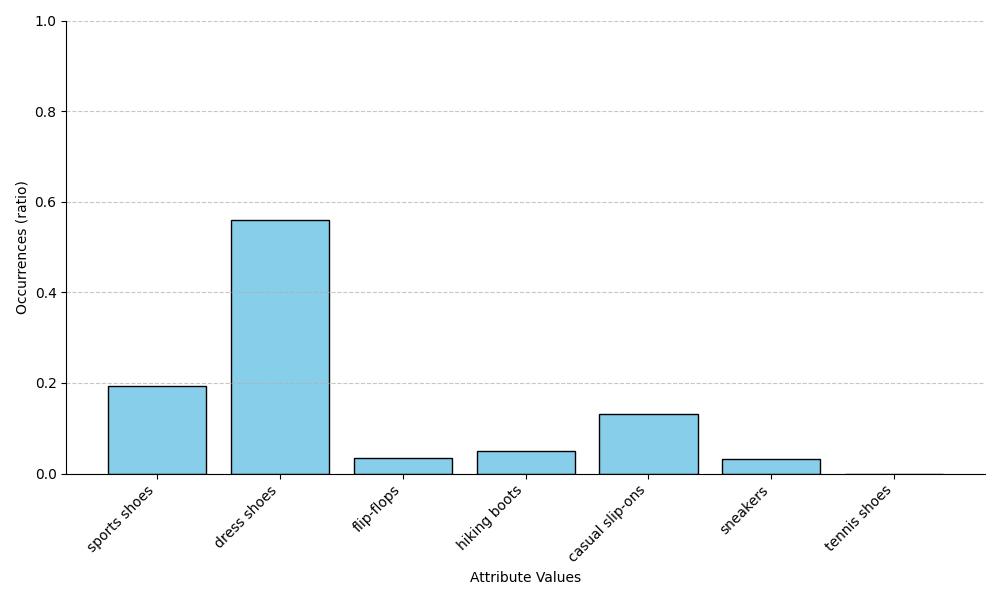 1.0
0.8
0.6
0.4
0.2
0.0
Occurrences (ratio)
sports shoes
dress shoes
flip-flops
hiking boots
casual slip-ons
sneakers
tennis shoes
Attribute Values